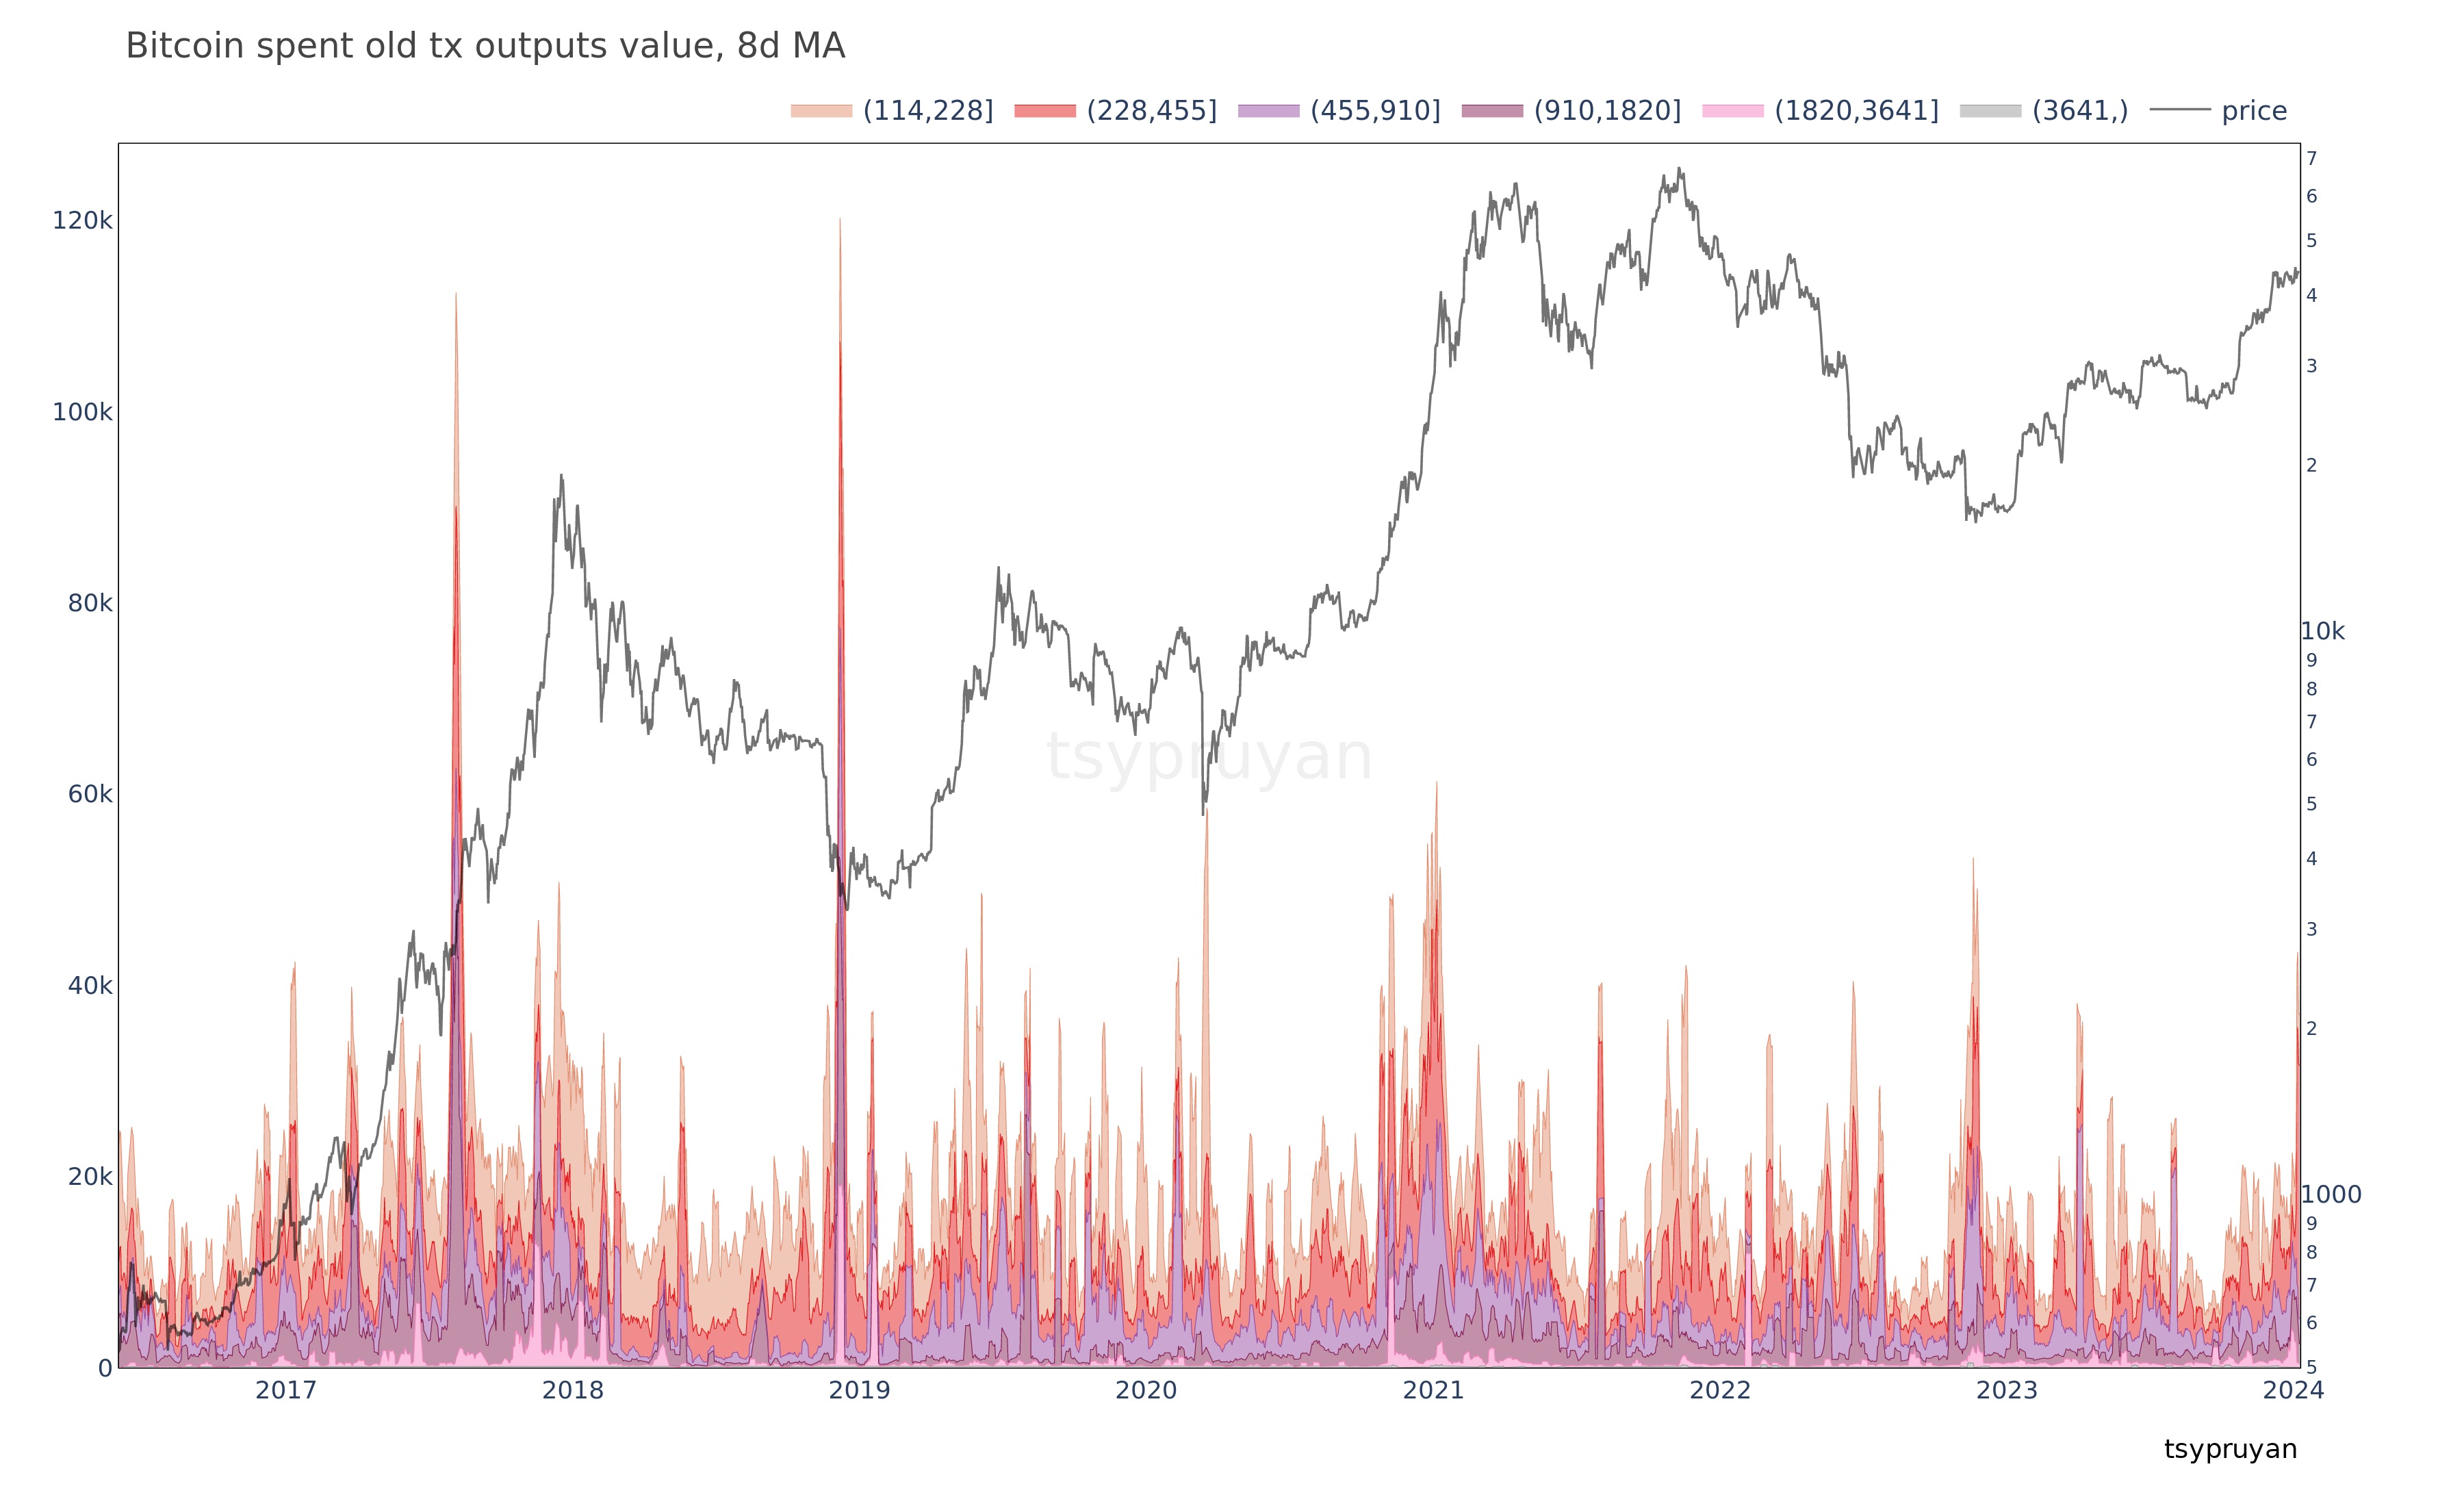 Bitcoin spent old tx outputs value, 8d MA
(114,228] (228,455] (455,910] (910,1820] (1820,3641] (3641,) price
120k
100k
80k
60k
40k
20k
0
7
6
5
4
3
2
10k
9
8
7
6
5
4
3
2
1000
9
8
7
6
5
tsypruyan
2017 2018 2019 2020 2021 2022 2023 2024
tsypruyan